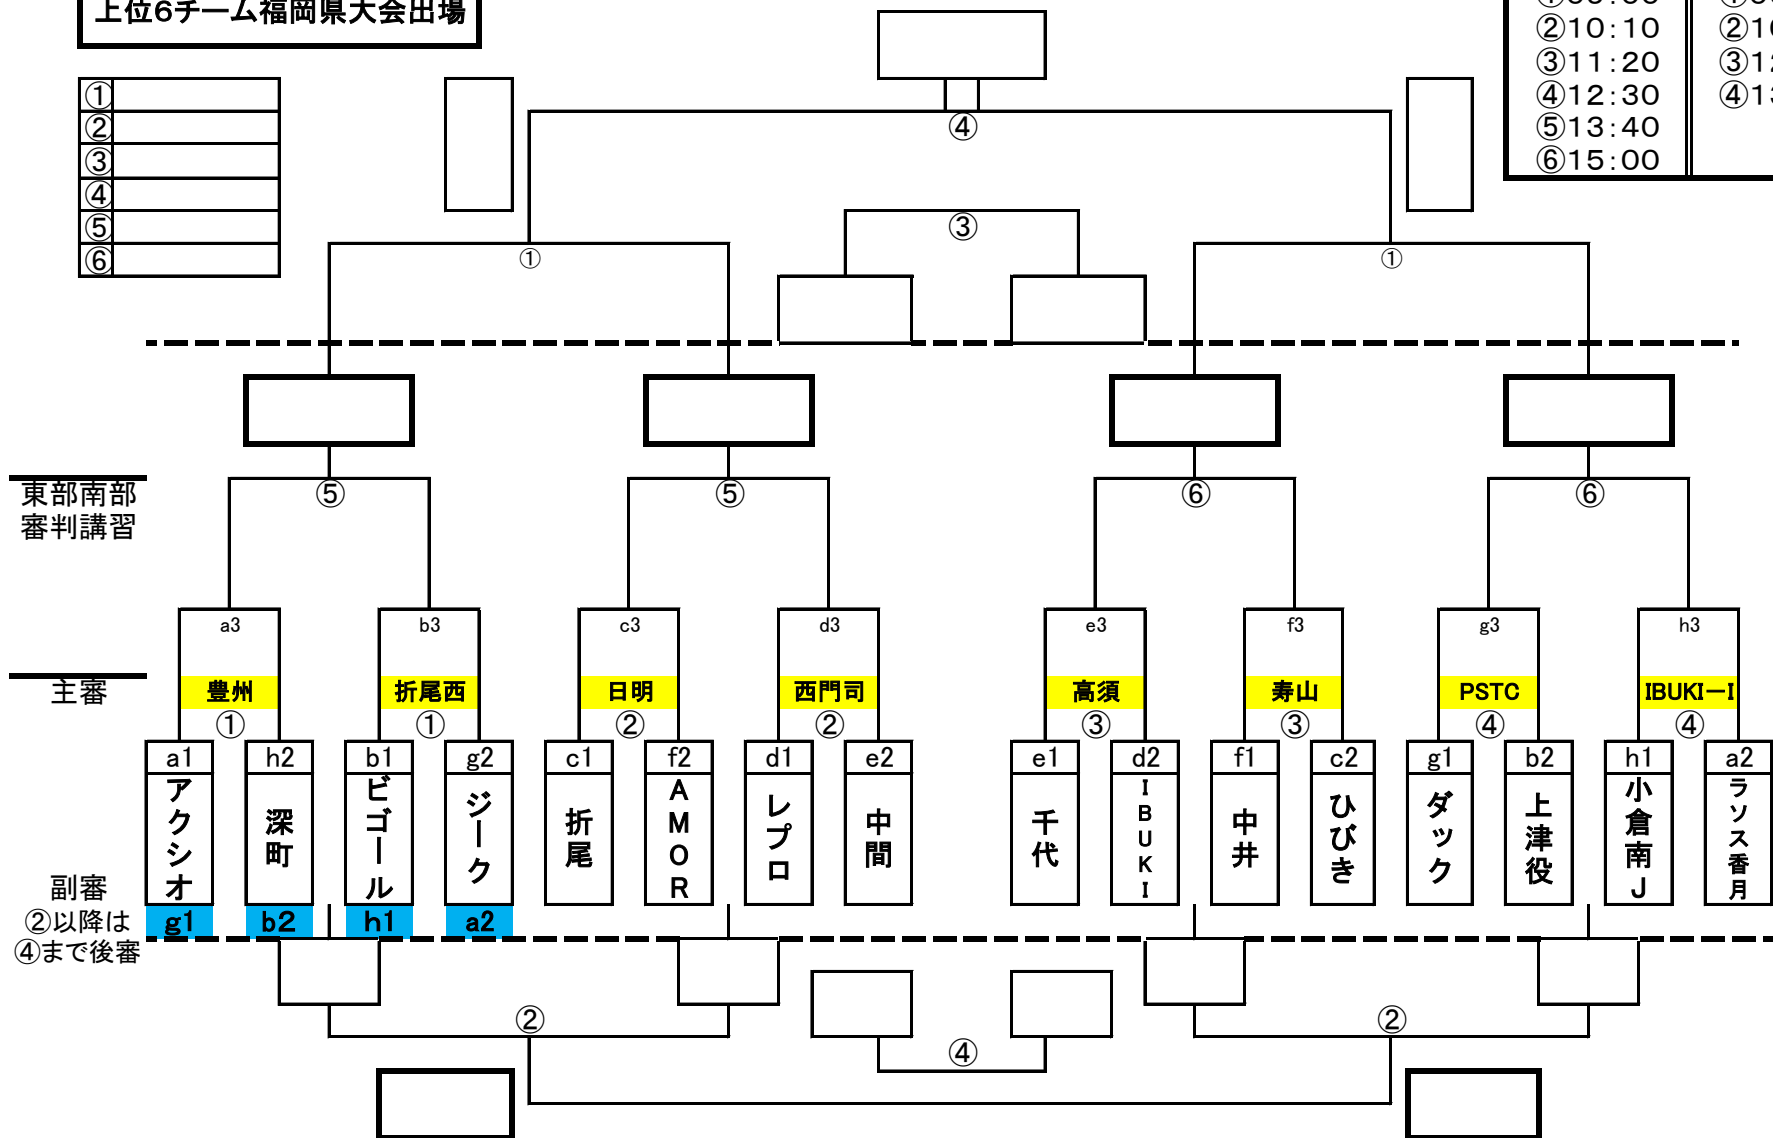 上位6チーム福岡県大会出場
②10:10
③11:20
④12:30
⑤13:40
⑥15:00
①
②
③
④
⑤
⑥
④
③
①
①
東部南部
審判講習
⑤
⑤
⑥
⑥
a3
b3
c3
d3
e3
f3
g3
h3
主審
豊州
折尾西
日明
西門司
高須
寿山
PSTC
IBUKI－I
①
①
②
②
③
③
④
④
a1
h2
b1
g2
c1
f2
d1
e2
e1
d2
f1
c2
g1
b2
h1
a2
アクシオ
深町
ビゴール
ジーク
折尾
AMOR
レプロ
中間
千代
IBUKI
中井
ひびき
ダック
上津役
小倉南J
ラソス香月
副審
②以降は
④まで後審
g1
b2
h1
a2
②
②
④